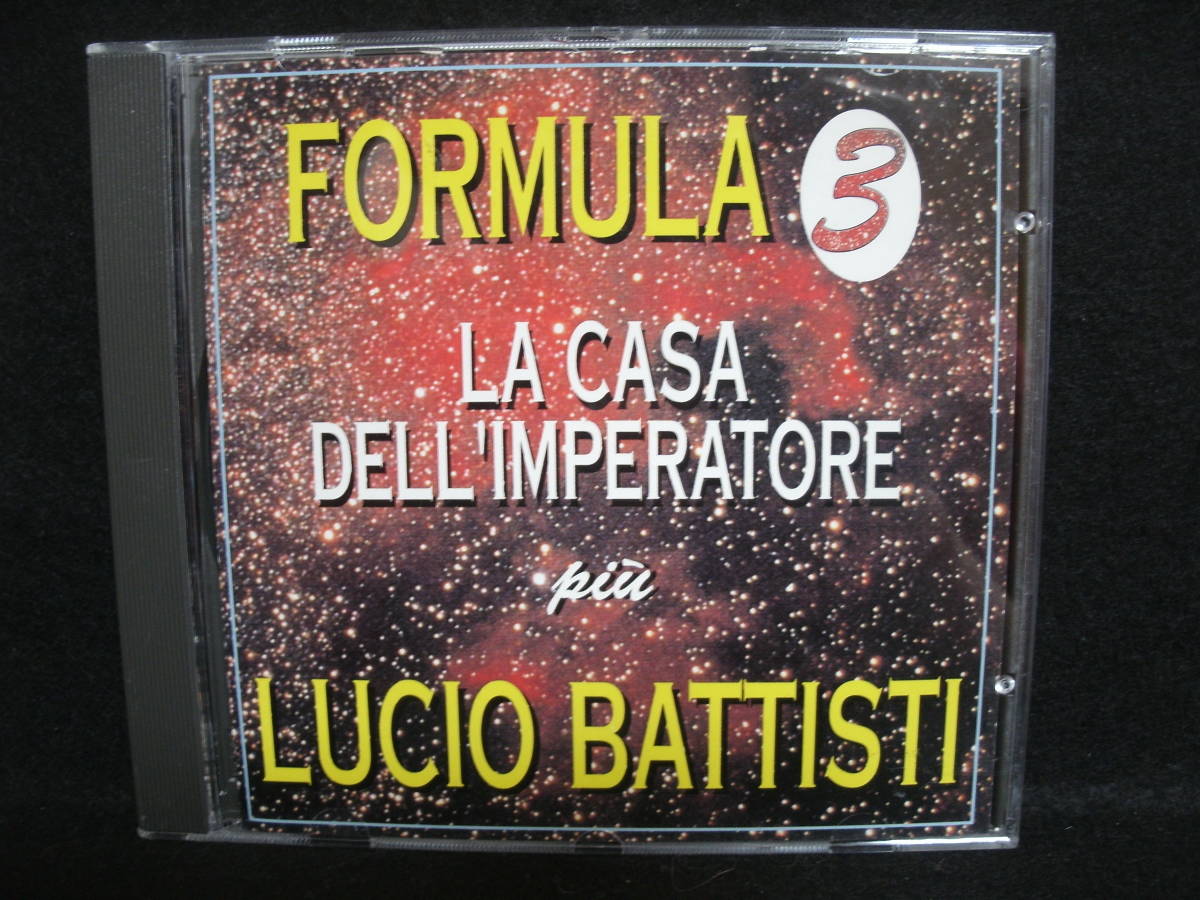 FORMULA 3
LA CASA
DELL'IMPERATORE
più
LUCIO BATTISTI